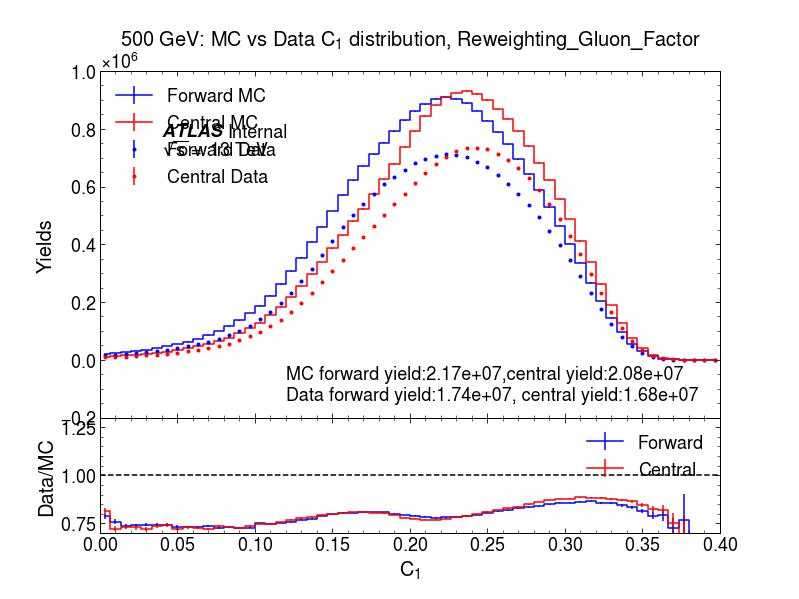 500 GeV: MC vs Data C1 distribution, Reweighting_Gluon_Factor
×10^6
1.0
0.8
0.6
0.4
0.2
0.0
0.2
Yields
Forward MC
Central MC
ATLAS Internal
√s = 13 TeV
Forward Data
Central Data
MC forward yield:2.17e+07,central yield:2.08e+07
Data forward yield:1.74e+07, central yield:1.68e+07
1.25
1.00
0.75
Data/MC
Forward
Central
0.00 0.05 0.10 0.15 0.20 0.25 0.30 0.35 0.40
C1